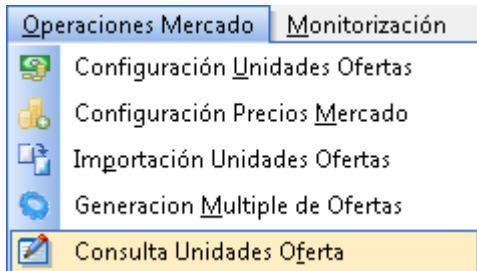 Operaciones Mercado Monitorización
Configuración Unidades Ofertas
Configuración Precios Mercado
Importación Unidades Ofertas
Generacion Multiple de Ofertas
Consulta Unidades Oferta